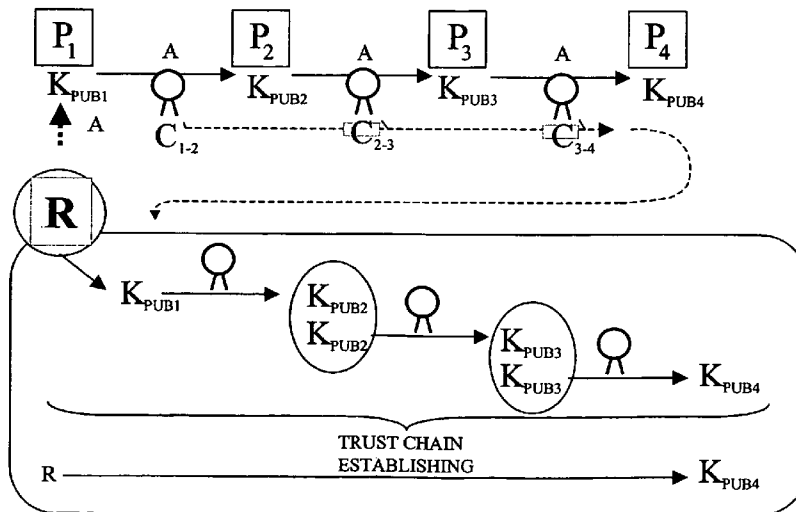 P1 A P2 A P3 A P4
KPUB1 KPUB2 KPUB3 KPUB4
A C1-2 C2-3 C3-4
R
KPUB1 KPUB2
KPUB2 KPUB3
KPUB3 KPUB4
TRUST CHAIN
ESTABLISHING
R KPUB4